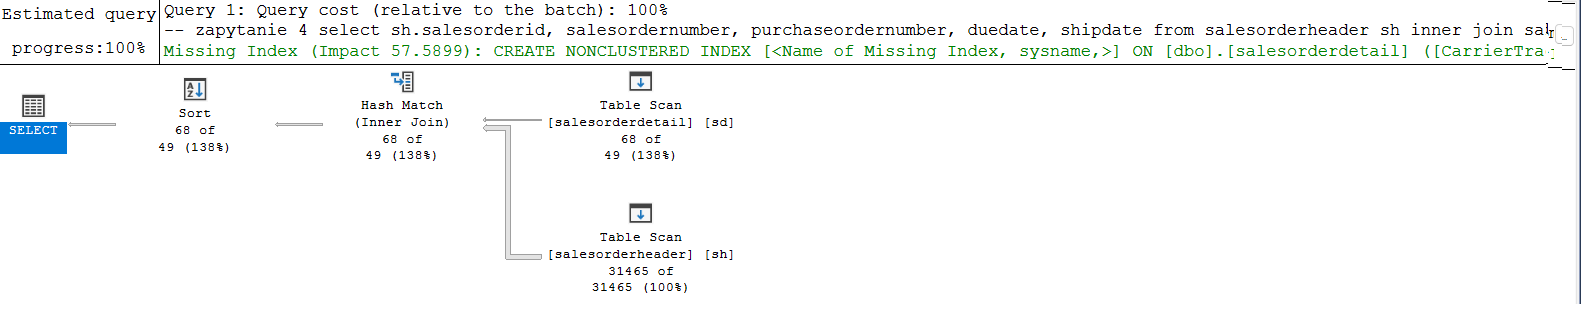 Estimated query
progress:100%
Query 1: Query cost (relative to the batch): 100%
-- zapytanie 4 select sh.salesorderid, salesordernumber, purchaseordernumber, duedate, shipdate from salesorderheader sh inner join
Missing Index (Impact 57.5899): CREATE NONCLUSTERED INDEX [<Name of Missing Index, sysname,>] ON [dbo].[salesorderdetail] ([CarrierTra
SELECT
Sort
68 of
49 (138%)
Hash Match
(Inner Join)
68 of
49 (138%)
Table Scan
[salesorderdetail] [sd]
68 of
49 (138%)
Table Scan
[salesorderheader] [sh]
31465 of
31465 (100%)